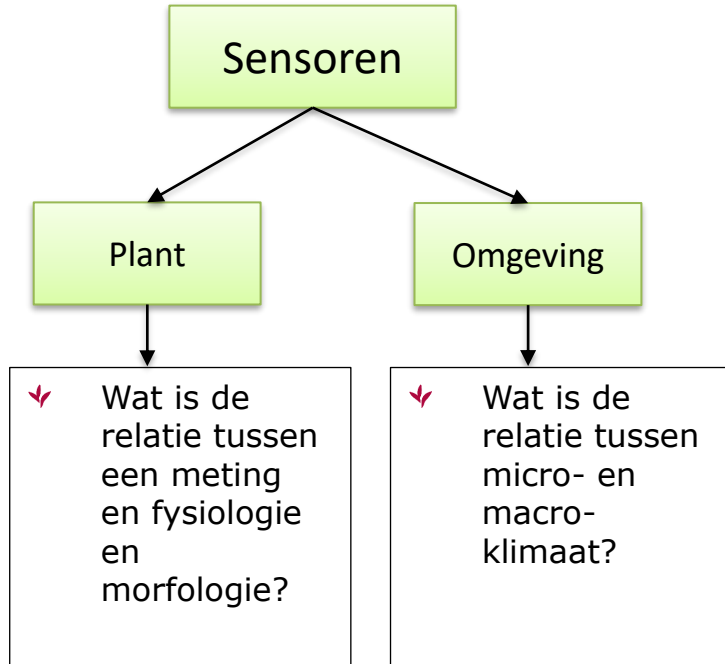 Sensoren
Plant
Omgeving
Wat is de
relatie tussen
een meting
en fysiologie
en
morfologie?
Wat is de
relatie tussen
micro- en
macro-
klimaat?